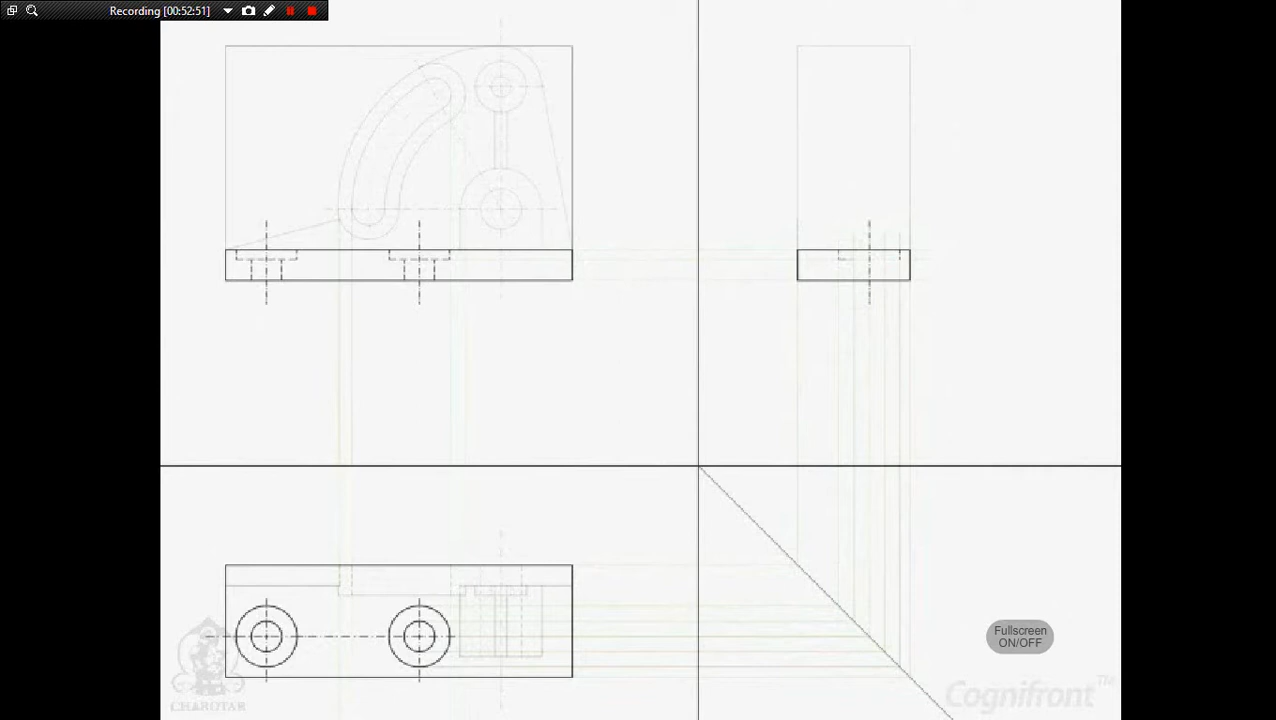 Recording [00:52:51]
Fullscreen
ON/OFF
Cognifront™
CHAROTAR